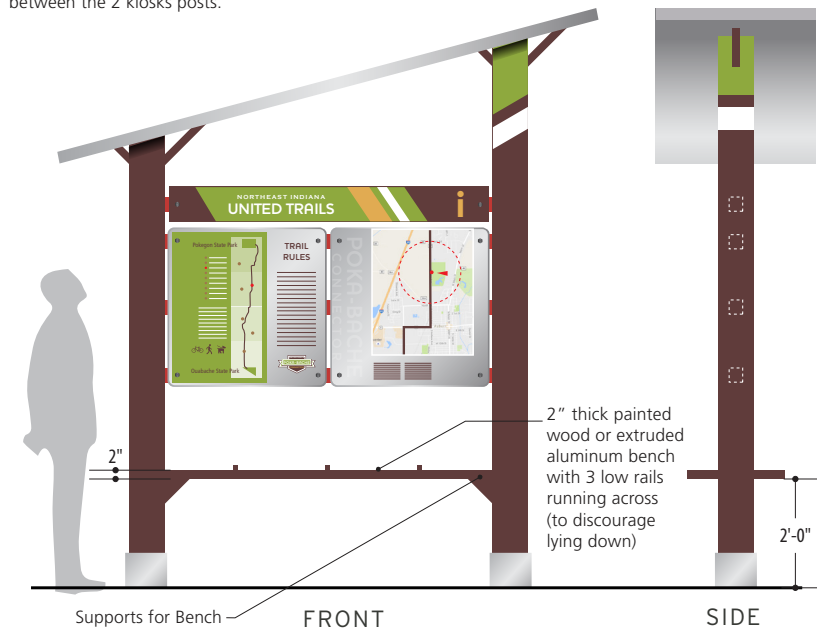 between the 2 kiosks posts.
NORTHEAST INDIANA
UNITED TRAILS
i
Pokagon State Park
TRAIL
RULES
POKA-BACHE
CONNECTOR
Ouabache State Park
2"
2" thick painted
wood or extruded
aluminum bench
with 3 low rails
running across
(to discourage
lying down)
2'-0"
Supports for Bench
FRONT
SIDE